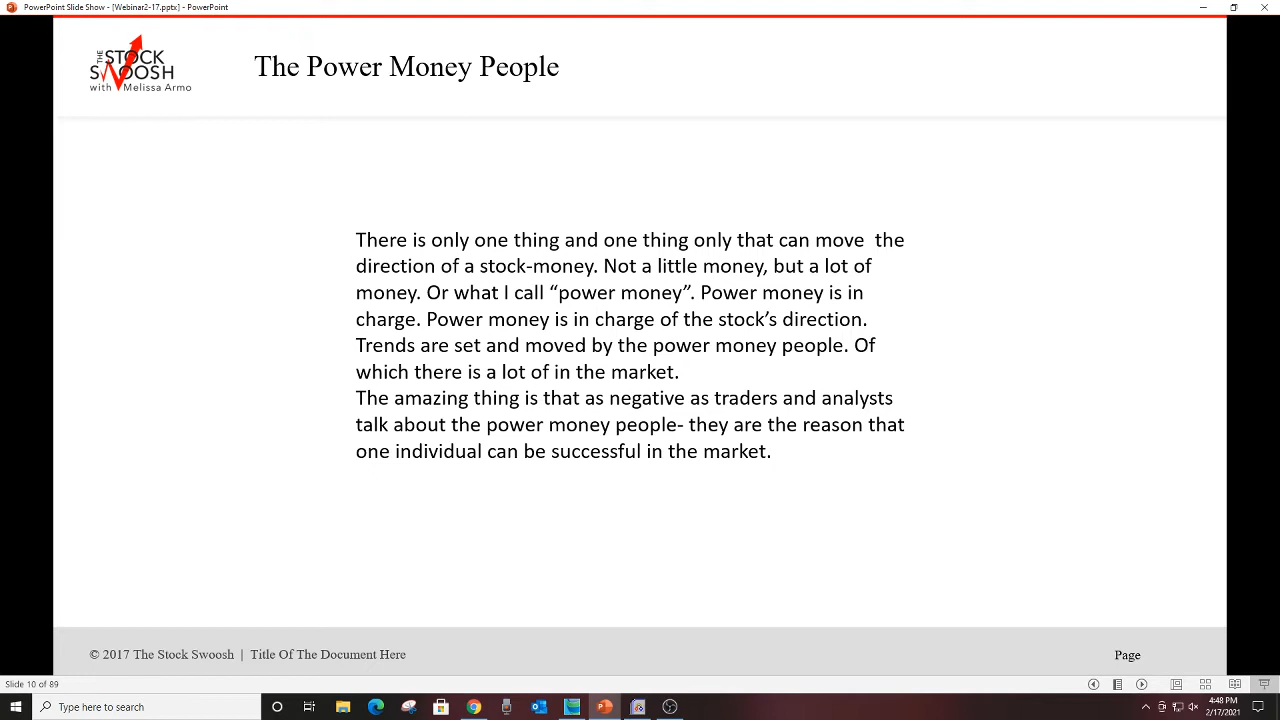 PowerPoint Slide Show - [Webinar2-17.pptx] - PowerPoint
THE STOCK
SWOOSH
with Melissa Armo
The Power Money People
There is only one thing and one thing only that can move  the
direction of a stock-money. Not a little money, but a lot of
money. Or what I call “power money”. Power money is in
charge. Power money is in charge of the stock’s direction.
Trends are set and moved by the power money people. Of
which there is a lot of in the market.
The amazing thing is that as negative as traders and analysts
talk about the power money people- they are the reason that
one individual can be successful in the market.
© 2017 The Stock Swoosh | Title Of The Document Here
Page
Slide 10 of 89
Type here to search
4:48 PM
2/17/2021